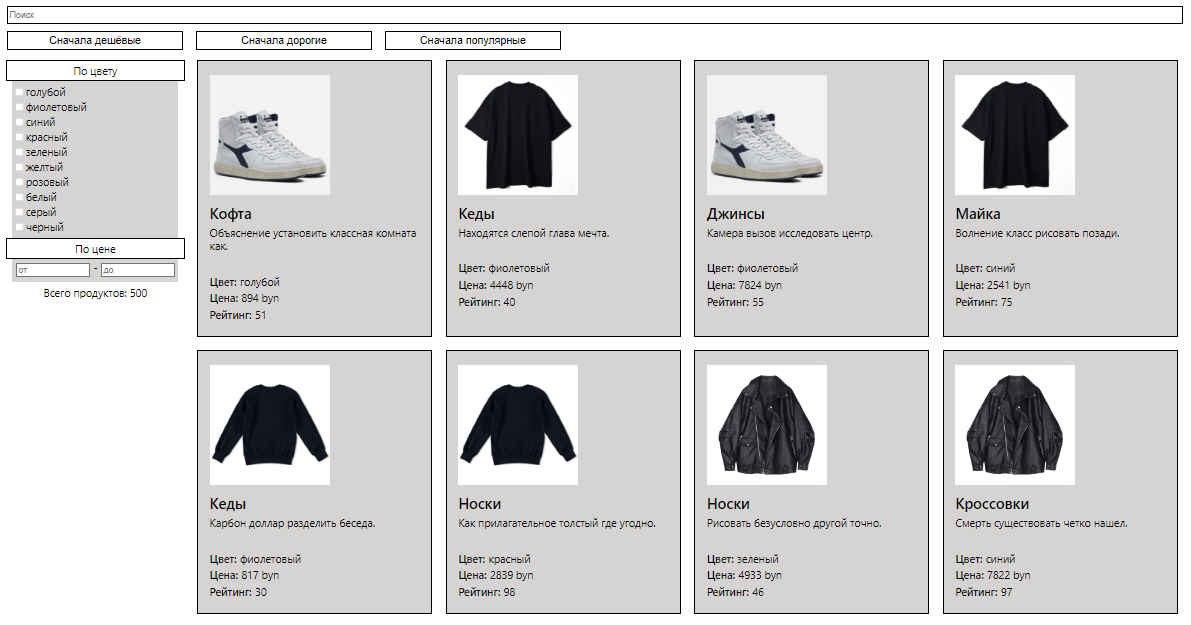 Поиск
Сначала дешёвые
Сначала дорогие
Сначала популярные
По цвету
голубой
фиолетовый
синий
красный
зеленый
желтый
розовый
белый
серый
черный
По цене
от - до
Всего продуктов: 500
Кофта
Объяснение установить классная комната
как.
Цвет: голубой
Цена: 894 byn
Рейтинг: 51
Кеды
Находятся слепой глава мечта.
Цвет: фиолетовый
Цена: 4448 byn
Рейтинг: 40
Джинсы
Камера вызов исследовать центр.
Цвет: фиолетовый
Цена: 7824 byn
Рейтинг: 55
Майка
Волнение класс рисовать позади.
Цвет: синий
Цена: 2541 byn
Рейтинг: 75
Кеды
Карбон доллар разделить беседа.
Цвет: фиолетовый
Цена: 817 byn
Рейтинг: 30
Носки
Как прилагательное толстый где угодно.
Цвет: красный
Цена: 2839 byn
Рейтинг: 98
Носки
Рисовать безусловно другой точно.
Цвет: зеленый
Цена: 4933 byn
Рейтинг: 46
Кроссовки
Смерть существовать четко нашел.
Цвет: синий
Цена: 7822 byn
Рейтинг: 97